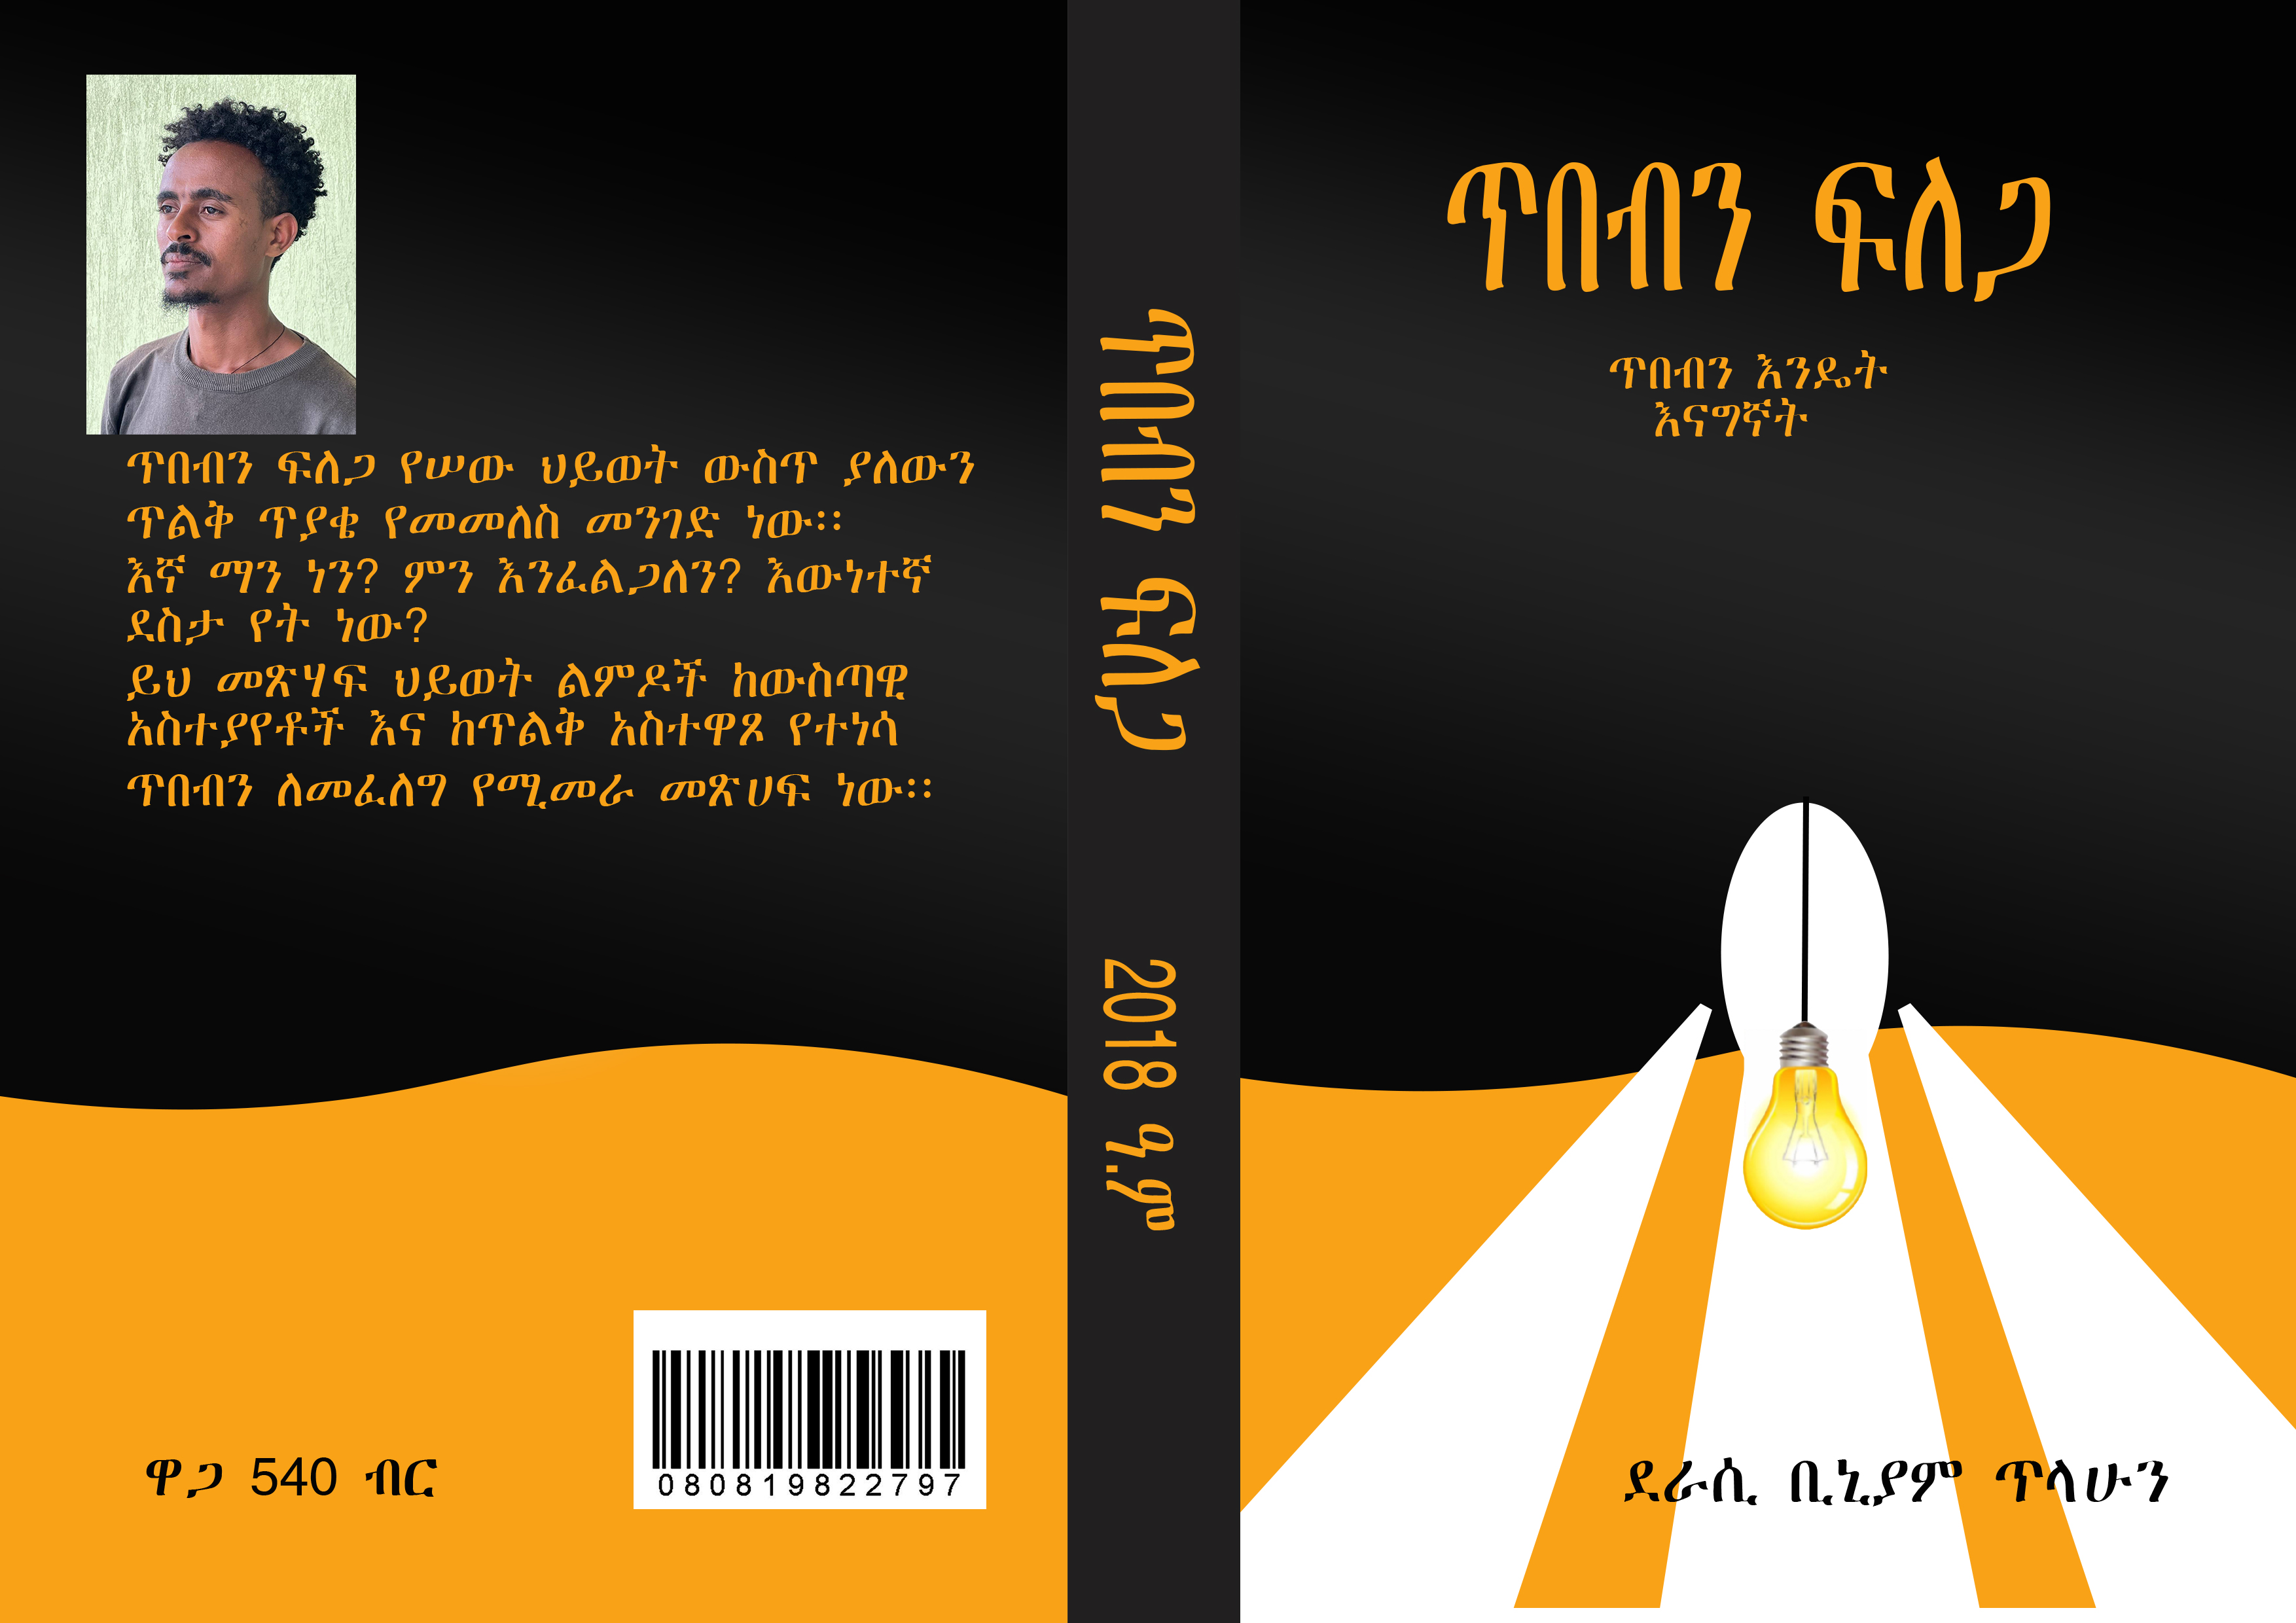 ጥበብን ፍለጋ የሠው ህይወት ውስጥ ያለውን
ጥልቅ ጥያቄ የመመለስ መንገድ ነው፡፡
እኛ ማን ነን? ምን እንፈልጋለን? እውነተኛ
ደስታ የት ነው?
ይህ መጽሃፍ ህይወት ልምዶች ከውስጣዊ
አስተያየቶች እና ከጥልቅ አስተዋጾ የተነሳ
ጥበብን ለመፈለግ የሚመራ መጽሀፍ ነው፡፡
ዋጋ 540 ብር
080819822797
ጥበብን ፍለጋ 2018 ዓ.ም
ጥበብን ፍለጋ
ጥበብን እንዴት
እናግኛት
ደራሲ ቢኒያም ጥላሁን